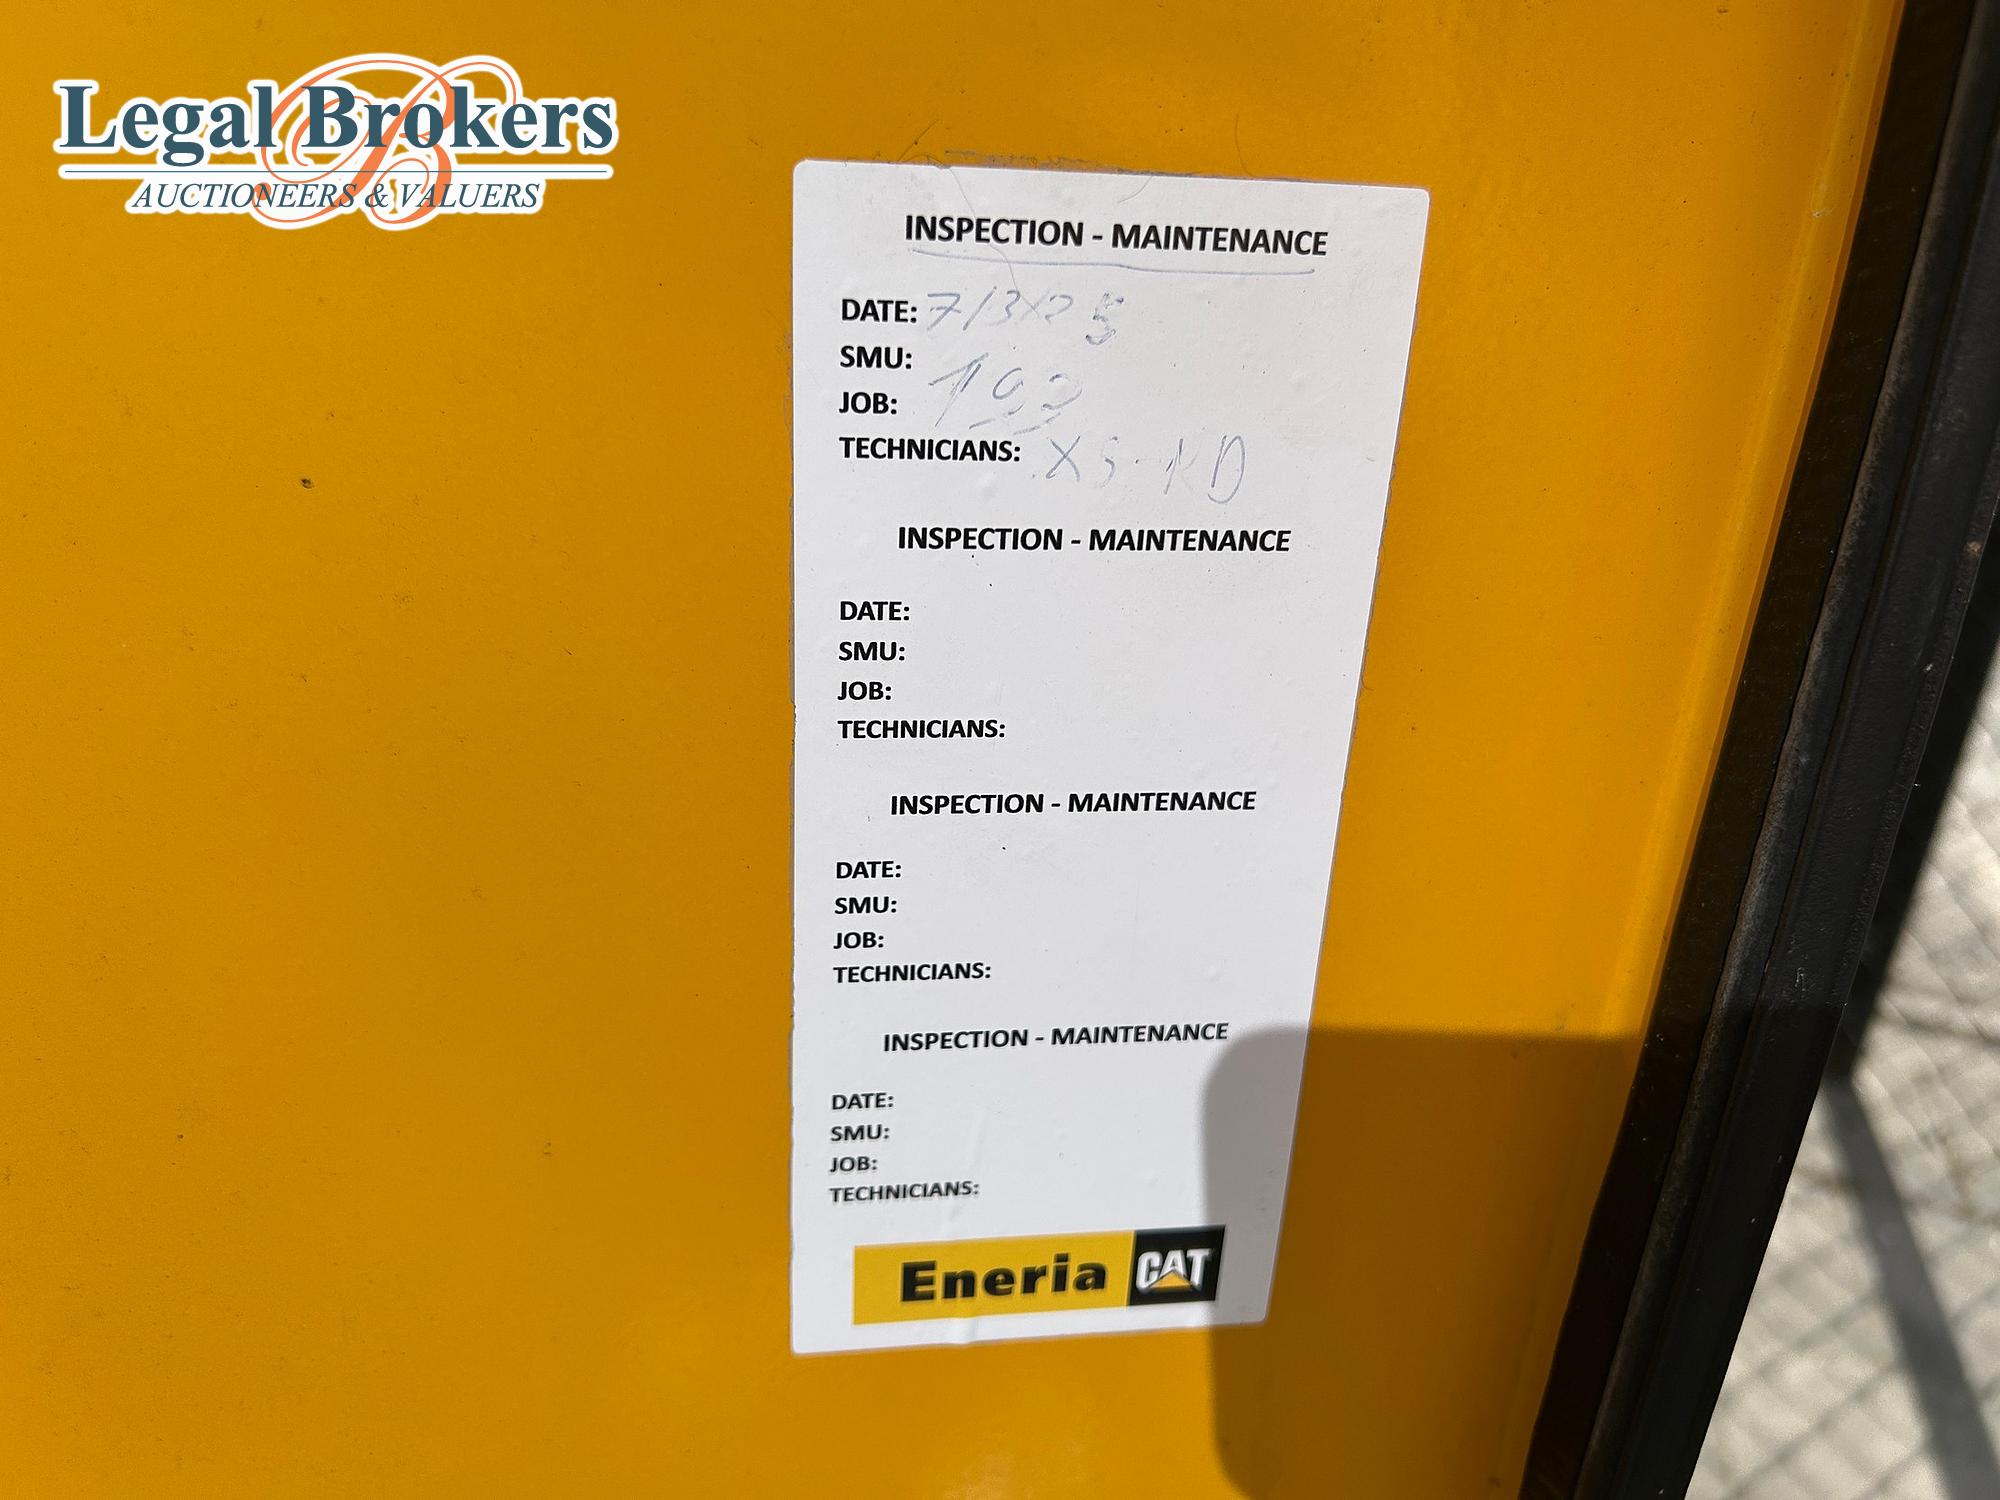 Legal Brokers
AUCTIONEERS & VALUERS
INSPECTION - MAINTENANCE
DATE: 7/3/25
SMU:
JOB: 193
TECHNICIANS: XS-KD
INSPECTION - MAINTENANCE
DATE:
SMU:
JOB:
TECHNICIANS:
INSPECTION - MAINTENANCE
DATE:
SMU:
JOB:
TECHNICIANS:
INSPECTION - MAINTENANCE
DATE:
SMU:
JOB:
TECHNICIANS:
Eneria CAT